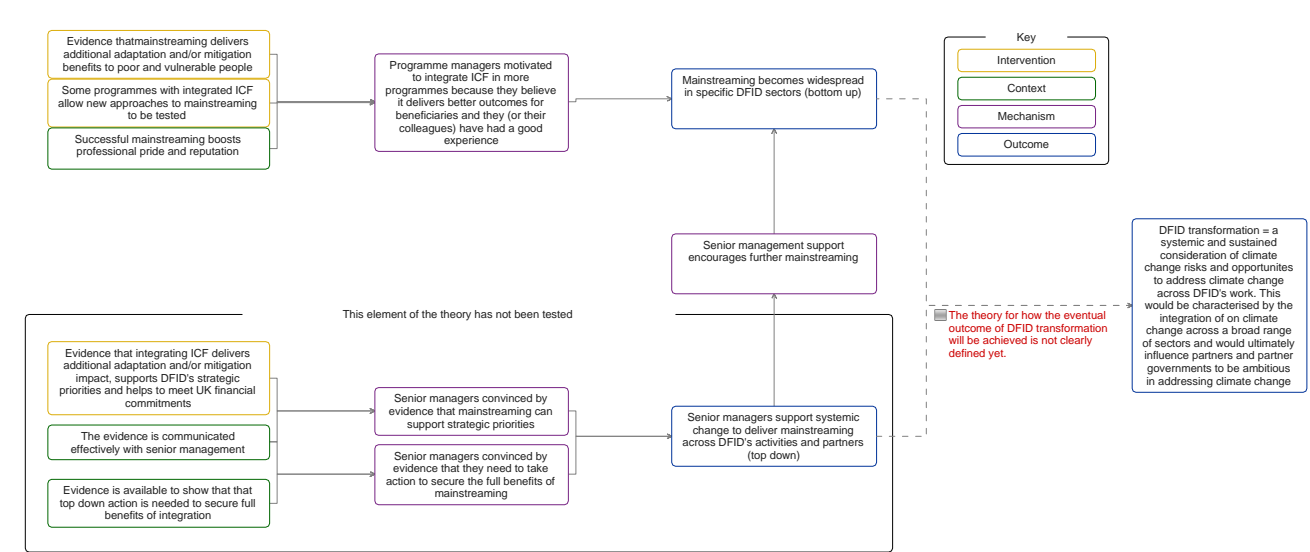 Evidence thatmainstreaming delivers
additional adaptation and/or mitigation
benefits to poor and vulnerable people
Some programmes with integrated ICF
allow new approaches to mainstreaming
to be tested
Successful mainstreaming boosts
professional pride and reputation
Programme managers motivated
to integrate ICF in more
programmes because they believe
it delivers better outcomes for
beneficiaries and they (or their
colleagues) have had a good
experience
Mainstreaming becomes widespread
in specific DFID sectors (bottom up)
Key
Intervention
Context
Mechanism
Outcome
Senior management support
encourages further mainstreaming
DFID transformation = a
systemic and sustained
consideration of climate
change risks and opportunites
to address climate change
across DFID's work. This
would be characterised by the
integration of on climate
change across a broad range
of sectors and would ultimately
influence partners and partner
governments to be ambitious
in addressing climate change
The theory for how the eventual
outcome of DFID transformation
will be achieved is not clearly
defined yet.
This element of the theory has not been tested
Evidence that integrating ICF delivers
additional adaptation and/or mitigation
impact, supports DFID's strategic
priorities and helps to meet UK financial
commitments
The evidence is communicated
effectively with senior management
Evidence is available to show that that
top down action is needed to secure full
benefits of integration
Senior managers convinced by
evidence that mainstreaming can
support strategic priorities
Senior managers convinced by
evidence that they need to take
action to secure the full benefits of
mainstreaming
Senior managers support systemic
change to deliver mainstreaming
across DFID's activities and partners
(top down)